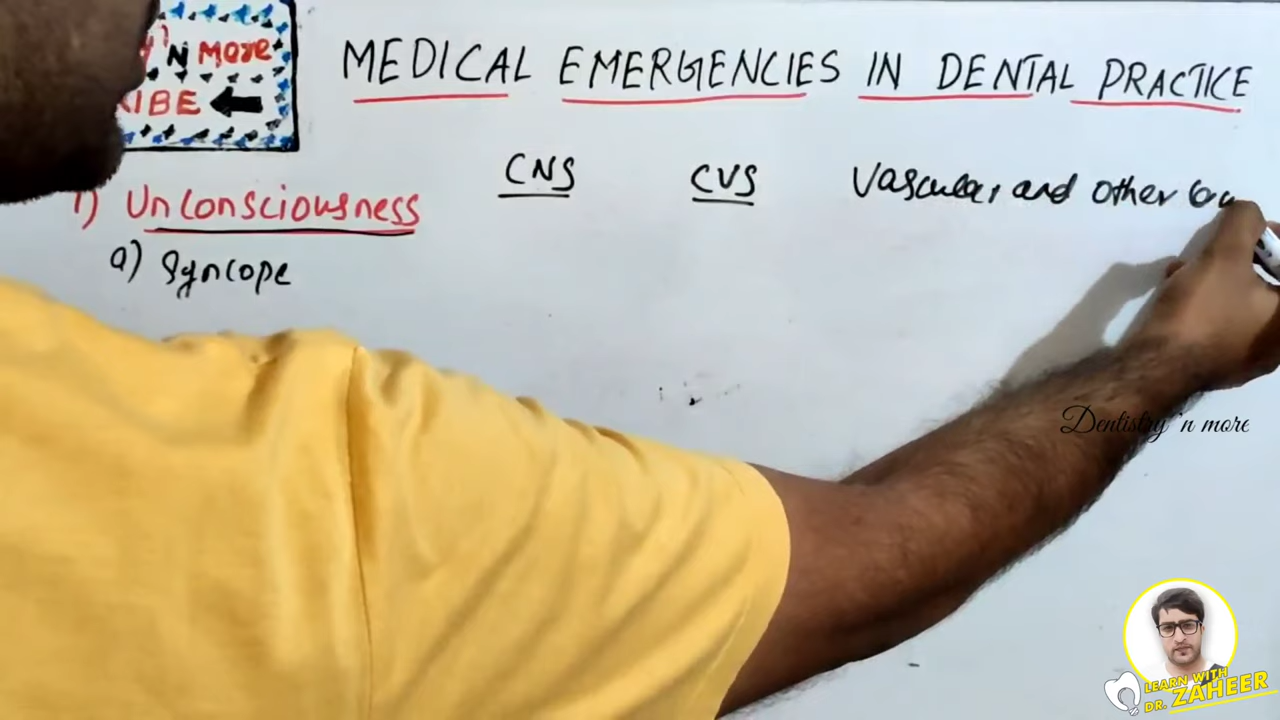 'N More
IBE
MEDICAL EMERGENCIES IN DENTAL PRACTICE
1) Unconsciousness
CNS
CVS
Vascular and other
a) Syncope
Dentistry 'n more
LEARN WITH
DR. ZAHEER